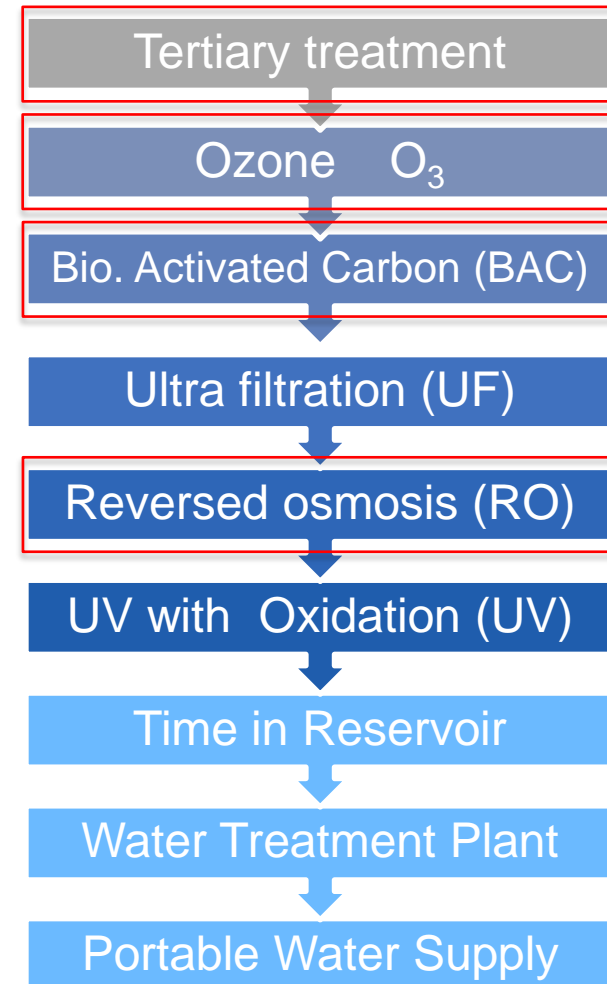 Tertiary treatment
Ozone O₃
Bio. Activated Carbon (BAC)
Ultra filtration (UF)
Reversed osmosis (RO)
UV with Oxidation (UV)
Time in Reservoir
Water Treatment Plant
Portable Water Supply